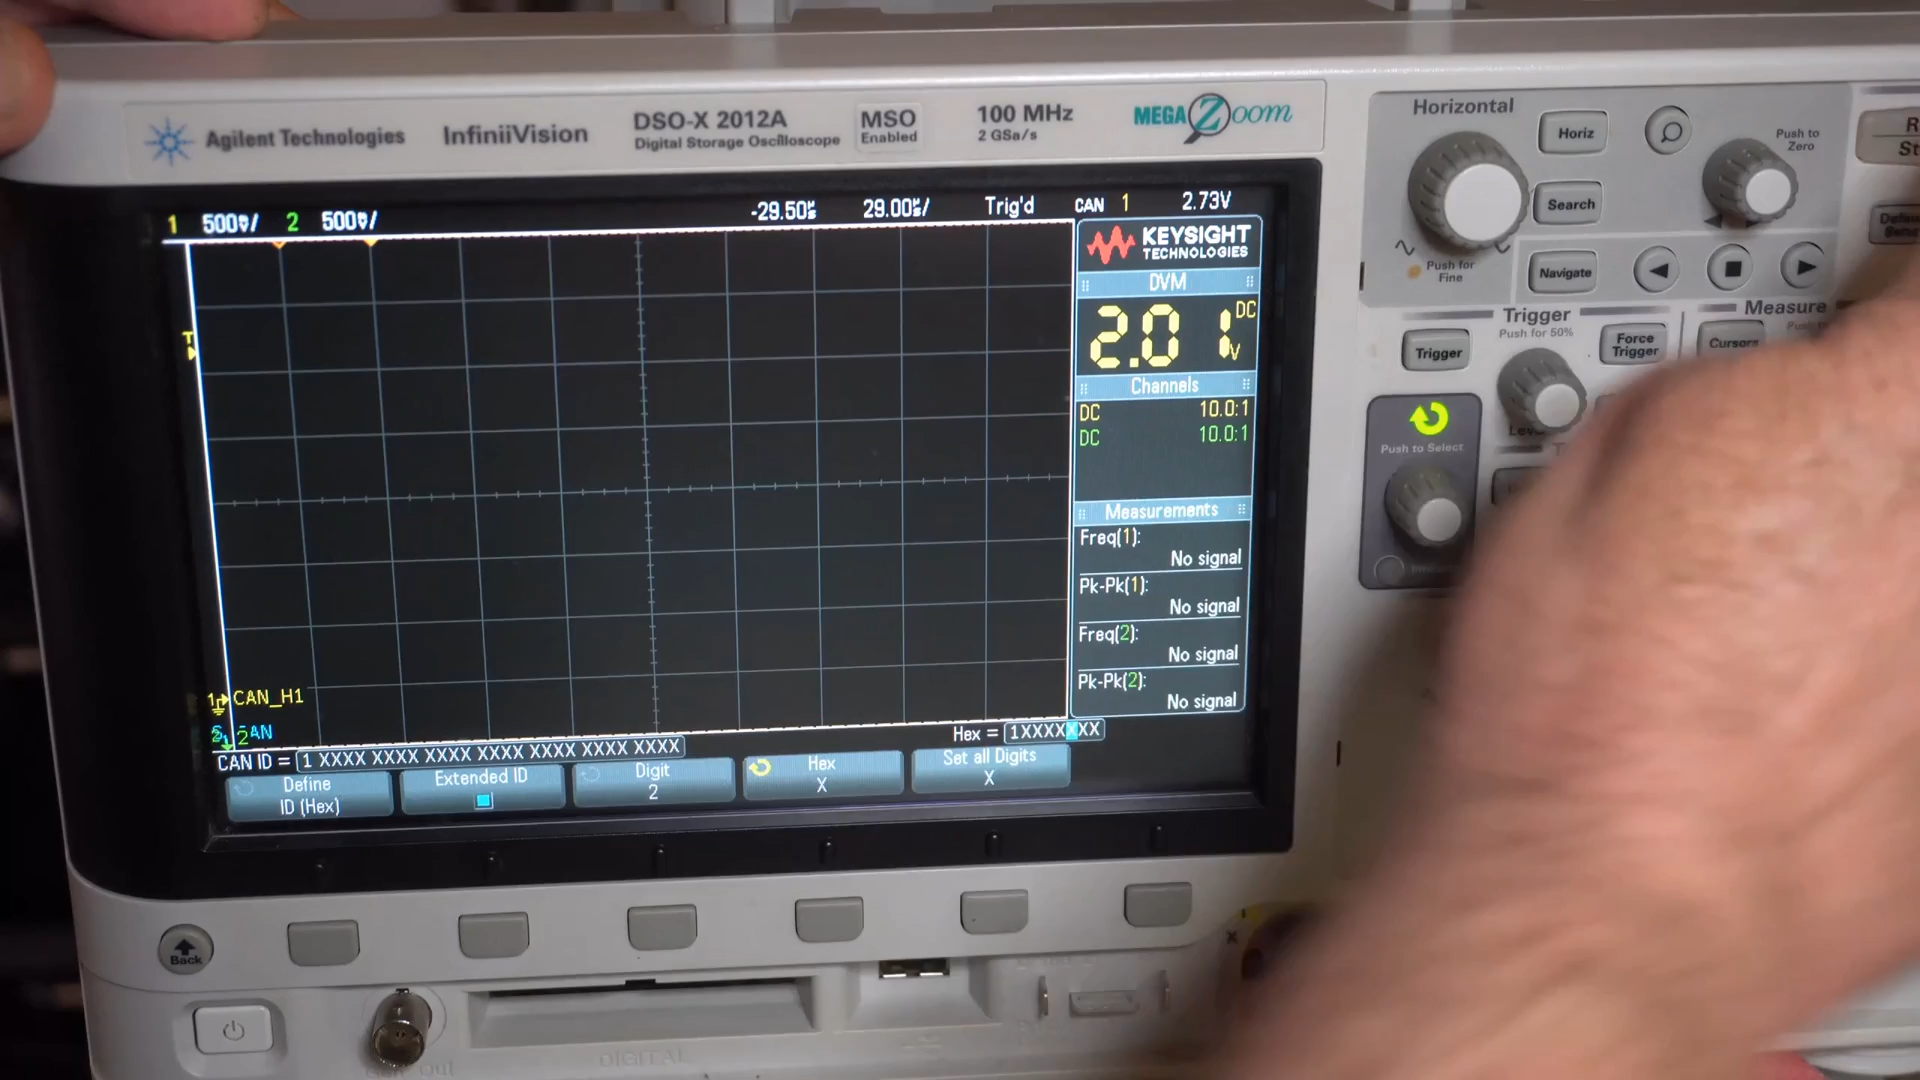 Agilent Technologies InfiniiVision DSO-X 2012A MSO 100 MHz MEGA Zoom
Digital Storage Oscilloscope Enabled 2 GSa/s
1 500mV/ 2 500mV/ -29.50us 29.00us/ Trig'd CAN 1 2.73V
KEYSIGHT
TECHNOLOGIES
DVM
2.01 DC
V
Channels
DC 10.0:1
DC 10.0:1
Measurements
Freq(1):
No signal
Pk-Pk(1):
No signal
Freq(2):
No signal
Pk-Pk(2):
No signal
T
CAN_H1
Hex = 1XXXXXXX
CAN ID = 1 XXXX XXXX XXXX XXXX XXXX XXXX XXXX
Define
ID (Hex)
Extended ID
Digit
2
Hex
X
Set all Digits
X
Back
DIGITAL
Horizontal
Horiz
Push to
Zero
Search
Push for
Fine
Navigate
Trigger
Push for 50%
Measure
Trigger
Force
Trigger
Cursors
Push to Select